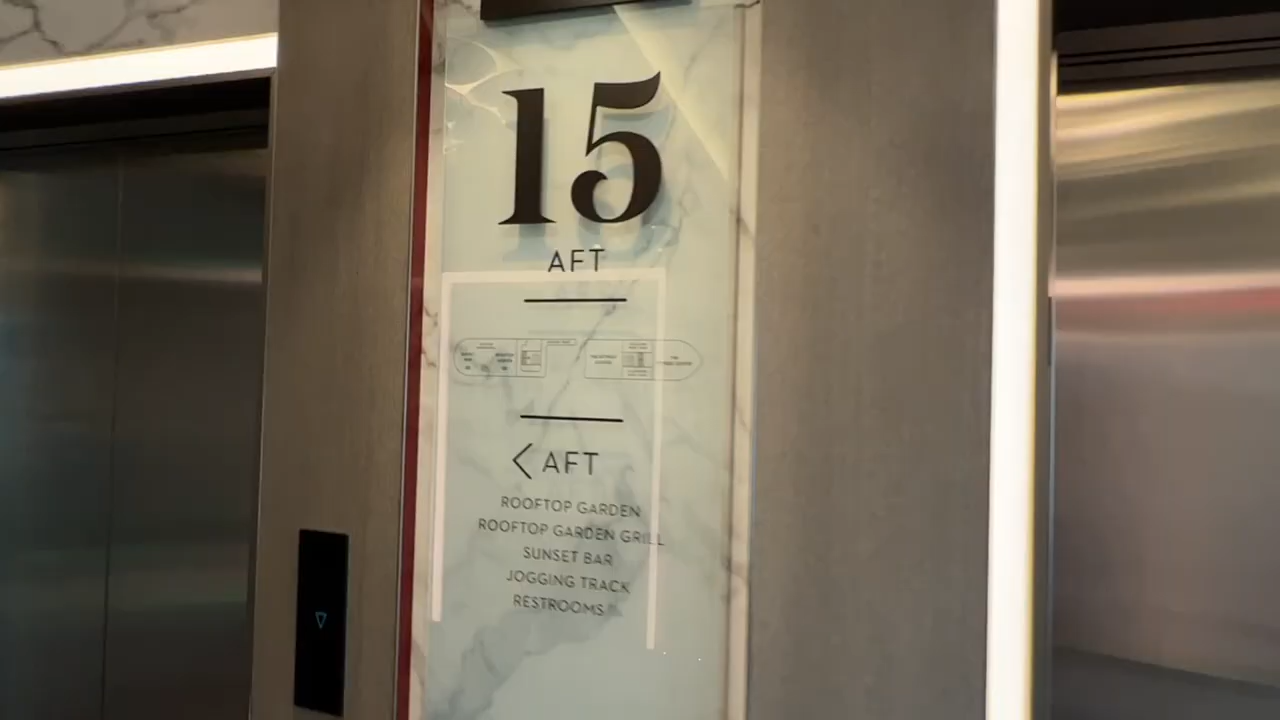 15
AFT
AFT
ROOFTOP GARDEN
ROOFTOP GARDEN GRILL
SUNSET BAR
JOGGING TRACK
RESTROOMS